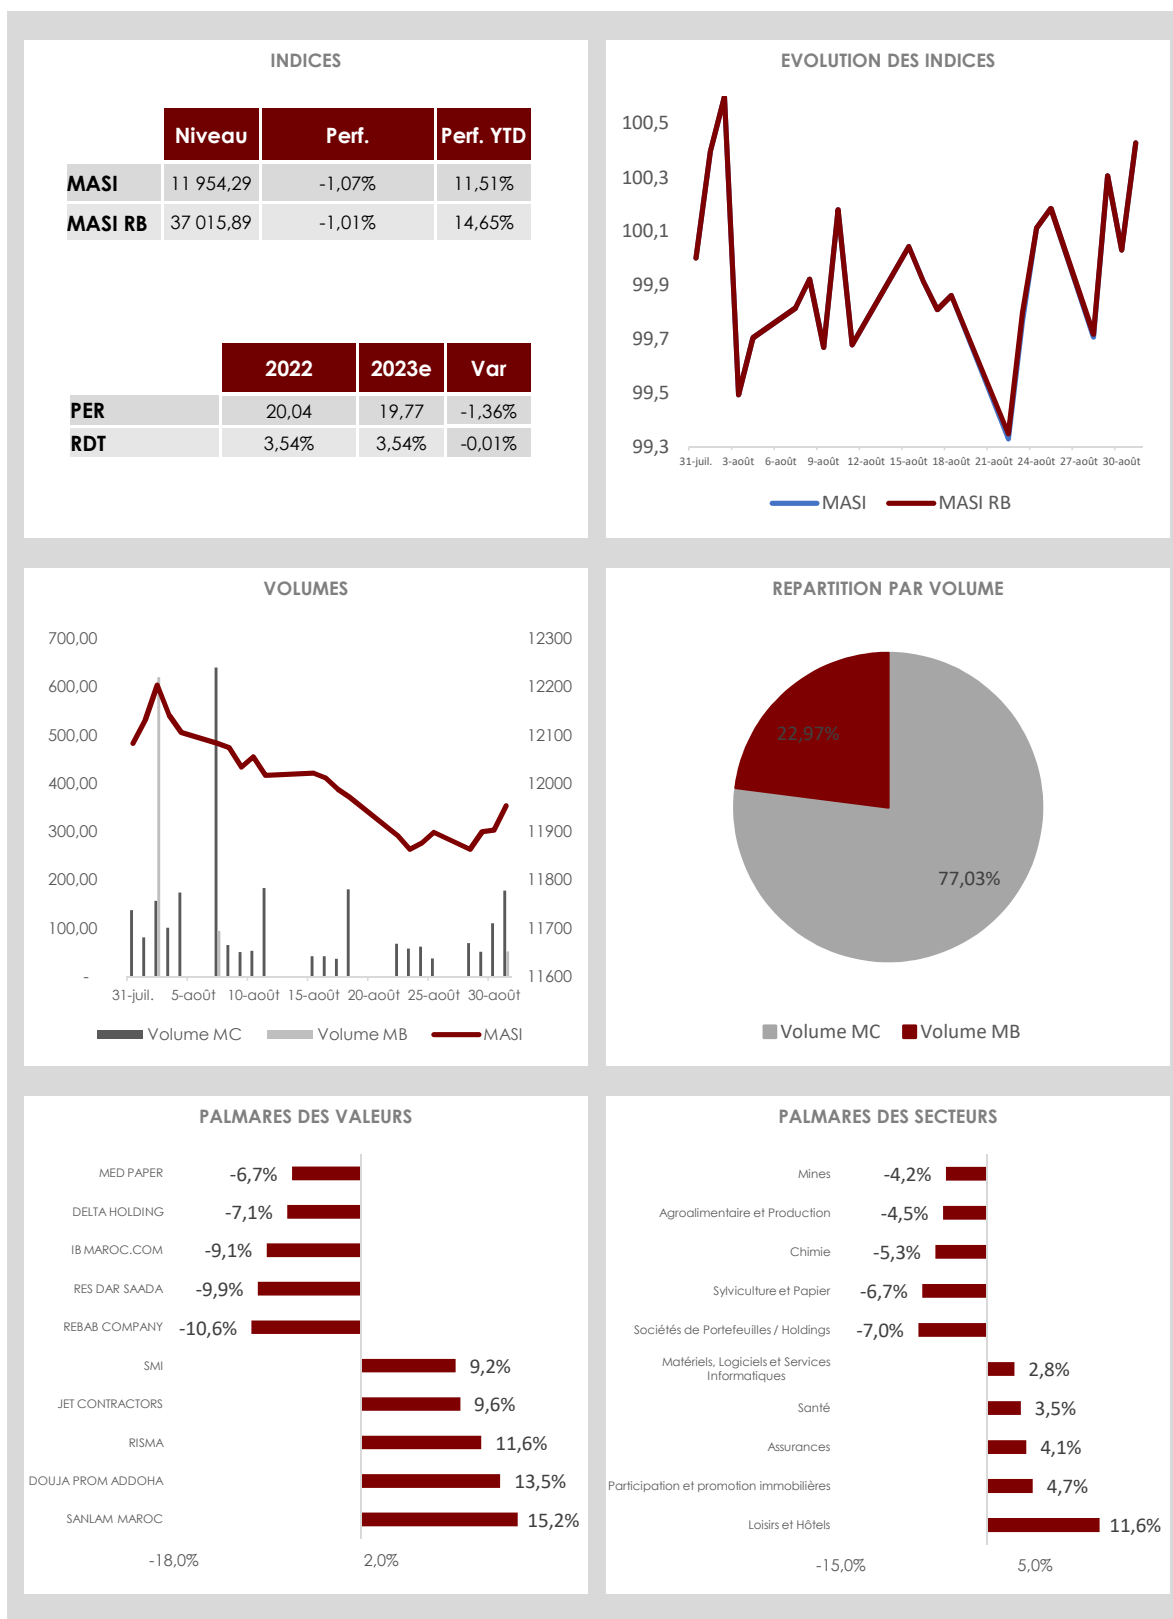 INDICES
Niveau Perf. Perf. YTD
MASI 11 954,29 -1,07% 11,51%
MASI RB 37 015,89 -1,01% 14,65%
2022 2023e Var
PER 20,04 19,77 -1,36%
RDT 3,54% 3,54% -0,01%
EVOLUTION DES INDICES
100,5
100,3
100,1
99,9
99,7
99,5
99,3
31-juil. 3-août 6-août 9-août 12-août 15-août 18-août 21-août 24-août 27-août 30-août
MASI MASI RB
VOLUMES
700,00 12300
600,00 12200
500,00 12100
400,00 12000
300,00 11900
200,00 11800
100,00 11700
- 11600
31-juil. 5-août 10-août 15-août 20-août 25-août 30-août
Volume MC Volume MB MASI
REPARTITION PAR VOLUME
22,97%
77,03%
Volume MC Volume MB
PALMARES DES VALEURS
MED PAPER -6,7%
DELTA HOLDING -7,1%
IB MAROC.COM -9,1%
RES DAR SAADA -9,9%
REBAB COMPANY -10,6%
SMI 9,2%
JET CONTRACTORS 9,6%
RISMA 11,6%
DOUJA PROM ADDOHA 13,5%
SANLAM MAROC 15,2%
-18,0% 2,0%
PALMARES DES SECTEURS
Mines -4,2%
Agroalimentaire et Production -4,5%
Chimie -5,3%
Sylviculture et Papier -6,7%
Sociétés de Portefeuilles / Holdings -7,0%
Matériels, Logiciels et Services
Informatiques 2,8%
Santé 3,5%
Assurances 4,1%
Participation et promotion immobilières 4,7%
Loisirs et Hôtels 11,6%
-15,0% 5,0%